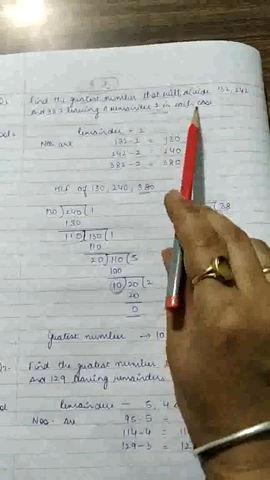 Find the greatest number that will divide 132, 242
And 382 leaving a remainder 2 in each case
Remainder = 2
Nos are 132-2 = 130
242-2 = 240
382-2 = 380
HCF of 130, 240, 380
130) 240 ( 1
130
110 ) 130 ( 1
110
20 ) 110 ( 5
100
10 ) 20 ( 2
20
0
38
Greatest number → 10
Find the greatest number
And 129 leaving remainders
Remainders - 5, 4
Nos are 95-5 =
114-4 = 11
129-3 = 12